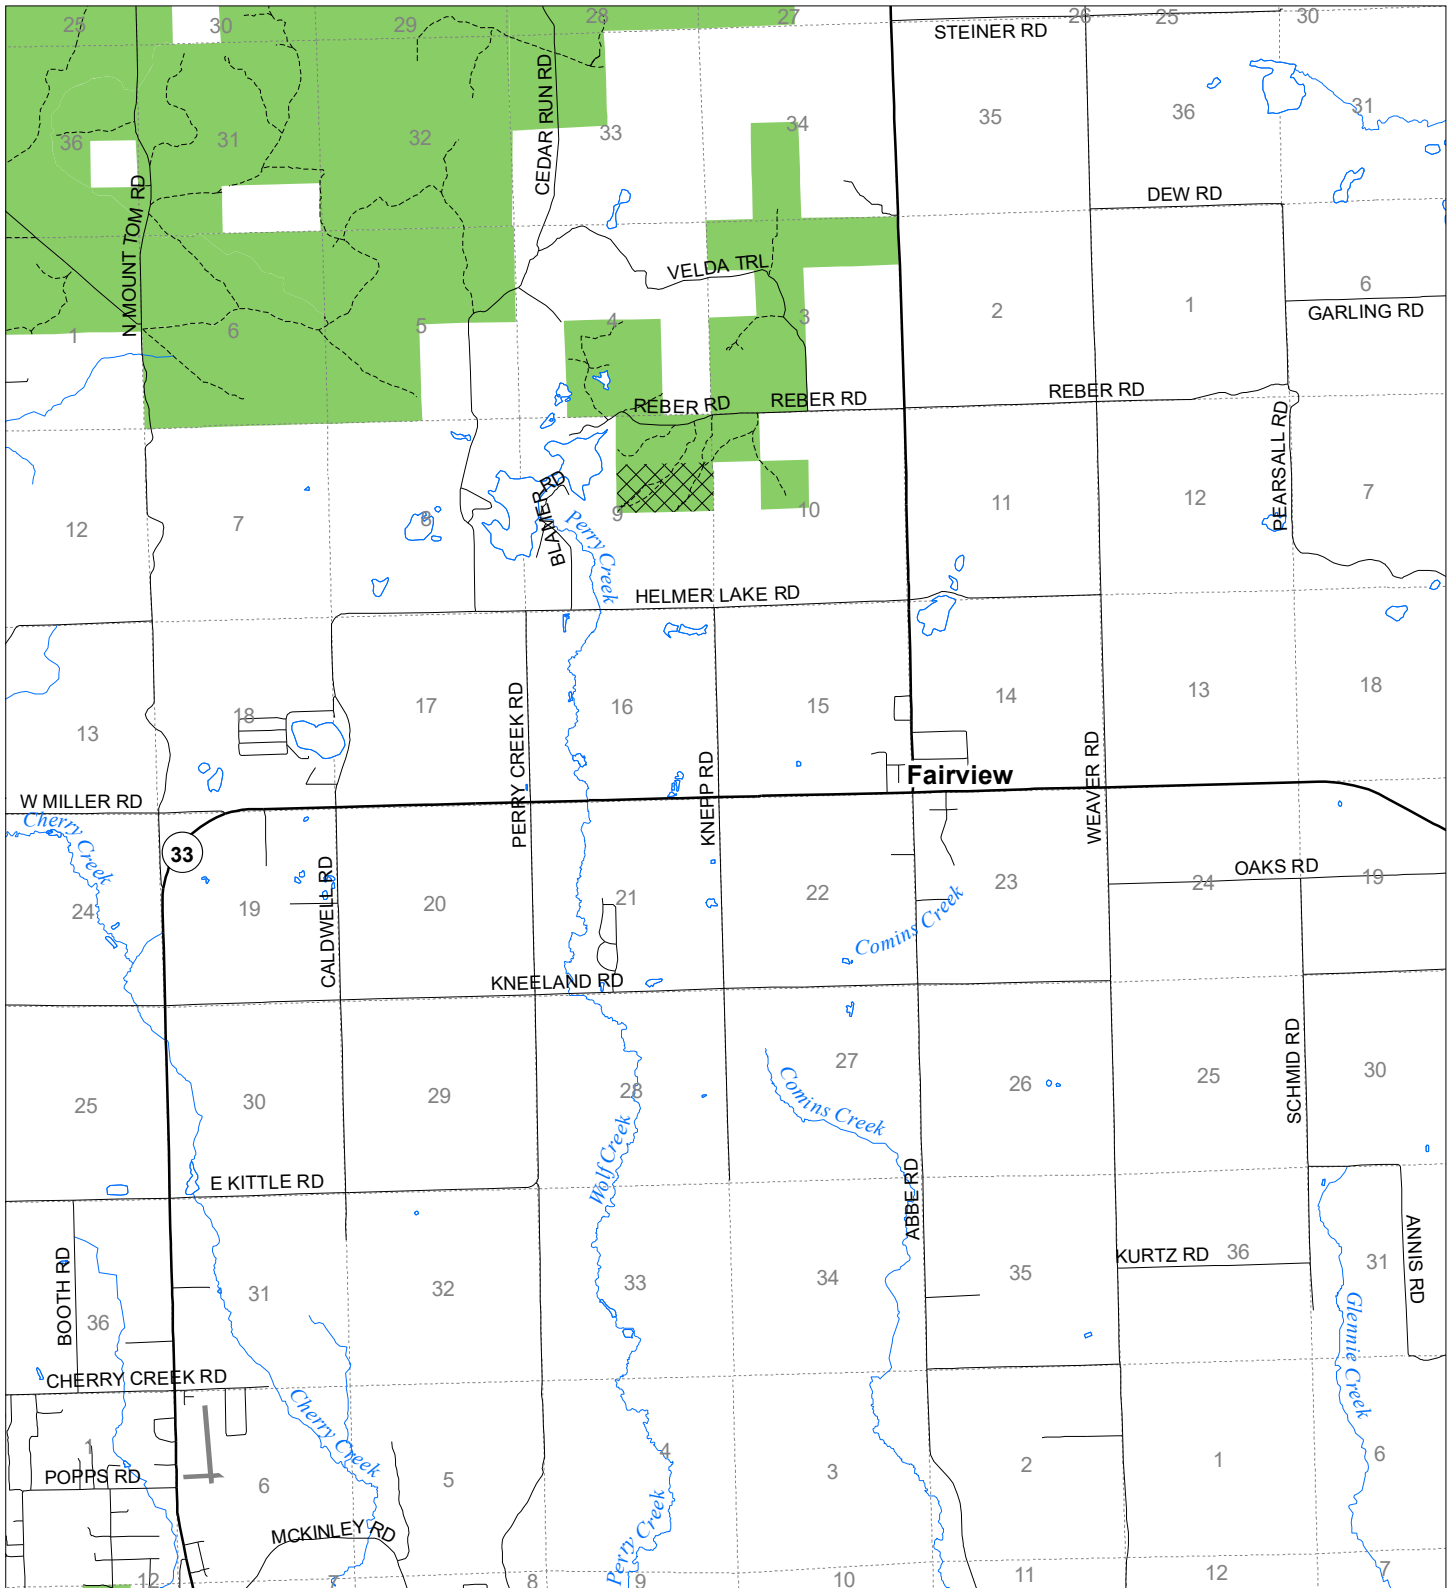 25
30
29
28
27
26
25
30
STEINER RD
CEDAR RUN RD
36
31
32
33
34
35
36
31
N MOUNT TOM RD
DEW RD
VELDA TRL
1
6
5
4
3
2
1
6
GARLING RD
REBER RD
REBER RD
REBER RD
PEARSALL RD
12
7
8
BLAMER RD
9
10
11
12
7
Perry Creek
HELMER LAKE RD
13
18
17
PERRY CREEK RD
16
KNEPP RD
15
14
WEAVER RD
13
18
Fairview
W MILLER RD
Cherry Creek
33
24
19
CALDWELL RD
20
21
22
23
OAKS RD
24
19
Comins Creek
KNEELAND RD
25
30
29
28
27
26
25
SCHMID RD
30
Comins Creek
Wolf Creek
E KITTLE RD
ABBE RD
BOOTH RD
36
31
32
33
34
35
KURTZ RD
36
31
ANNIS RD
Glennie Creek
CHERRY CREEK RD
Cherry Creek
1
6
5
4
3
2
1
6
POPPS RD
MCKINLEY RD
Perry Creek
12
7
8
9
10
11
12
7